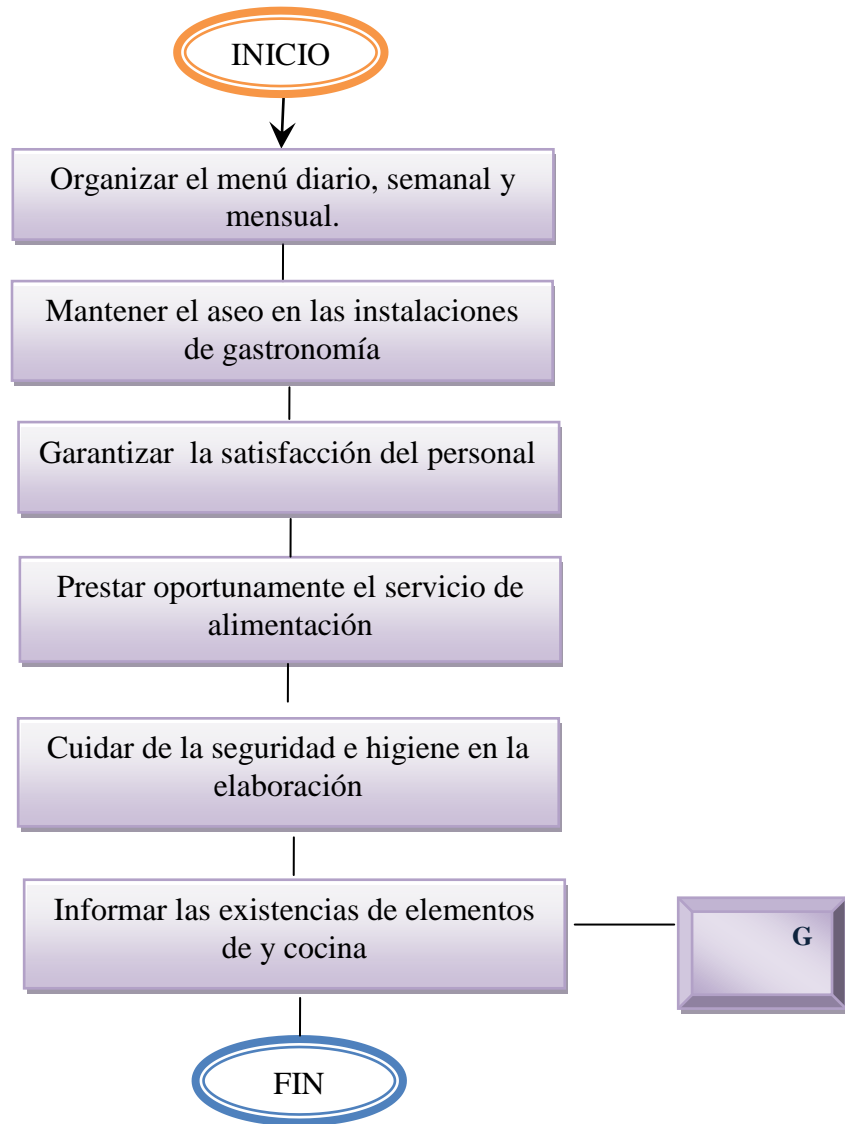 INICIO
Organizar el menú diario, semanal y
mensual.
Mantener el aseo en las instalaciones
de gastronomía
Garantizar la satisfacción del personal
Prestar oportunamente el servicio de
alimentación
Cuidar de la seguridad e higiene en la
elaboración
Informar las existencias de elementos
de y cocina
G
FIN